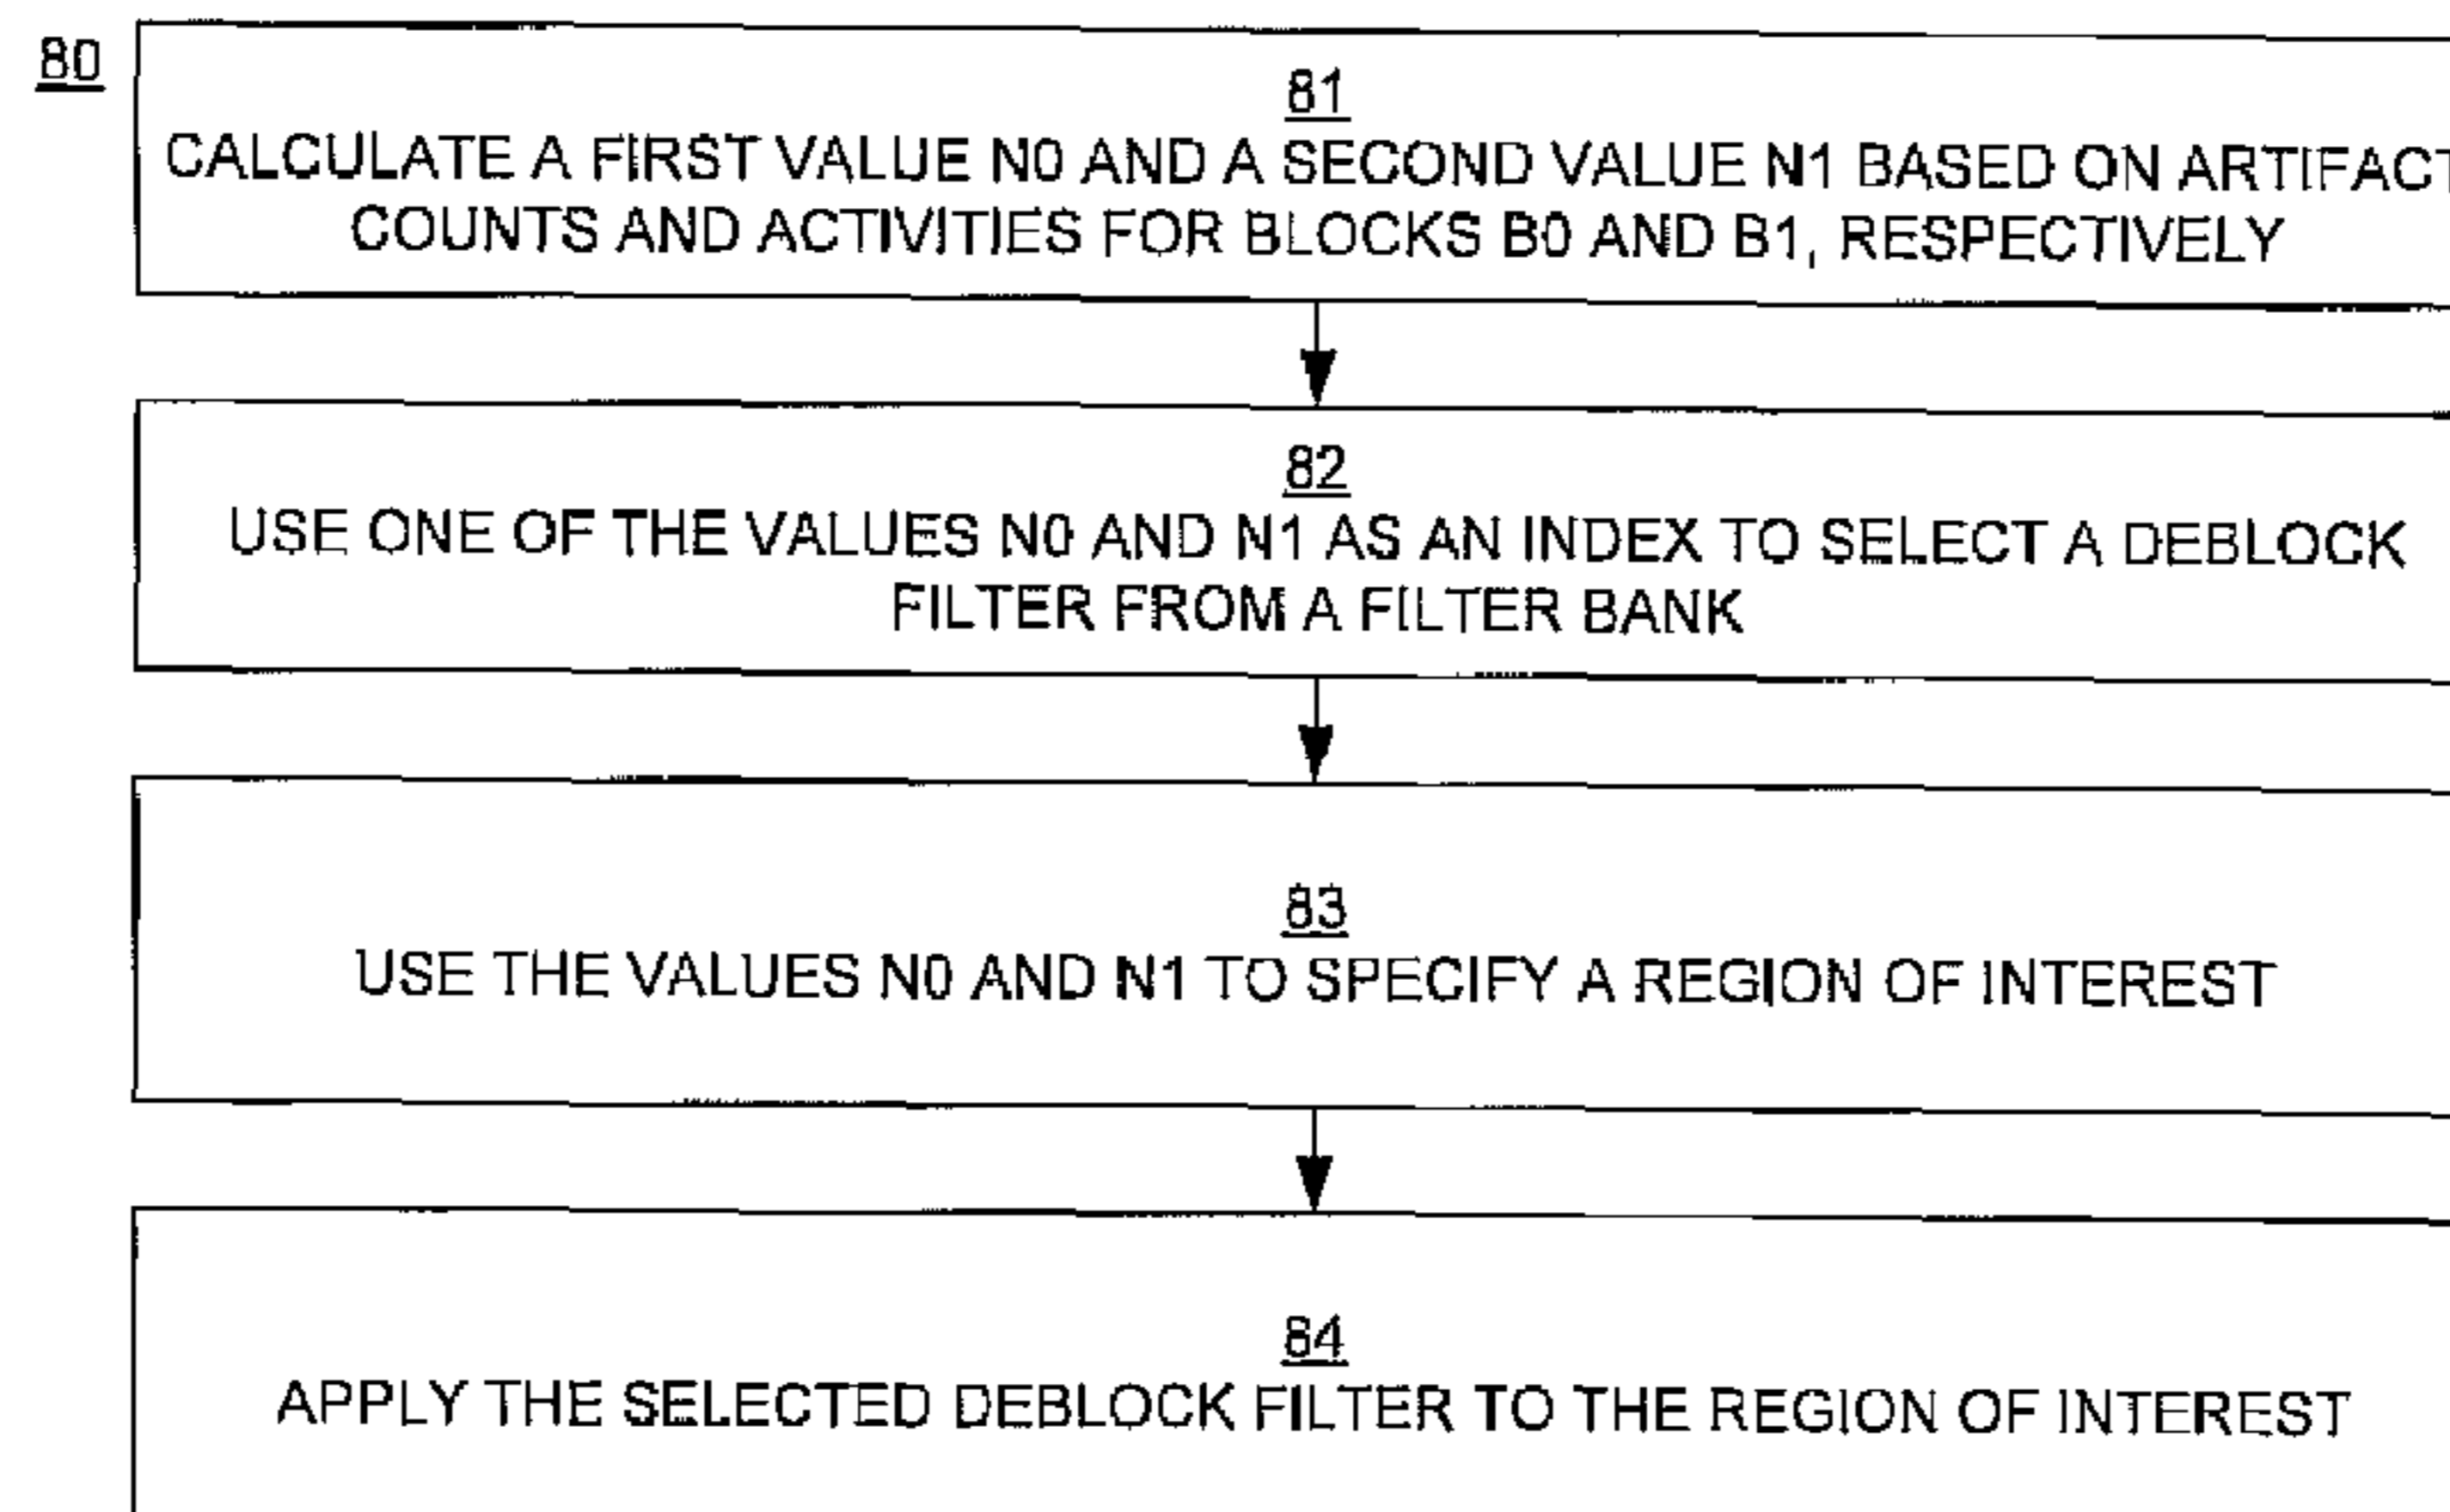 80
81
CALCULATE A FIRST VALUE N0 AND A SECOND VALUE N1 BASED ON ARTIFACT
COUNTS AND ACTIVITIES FOR BLOCKS B0 AND B1, RESPECTIVELY
82
USE ONE OF THE VALUES N0 AND N1 AS AN INDEX TO SELECT A DEBLOCK
FILTER FROM A FILTER BANK
83
USE THE VALUES N0 AND N1 TO SPECIFY A REGION OF INTEREST
84
APPLY THE SELECTED DEBLOCK FILTER TO THE REGION OF INTEREST